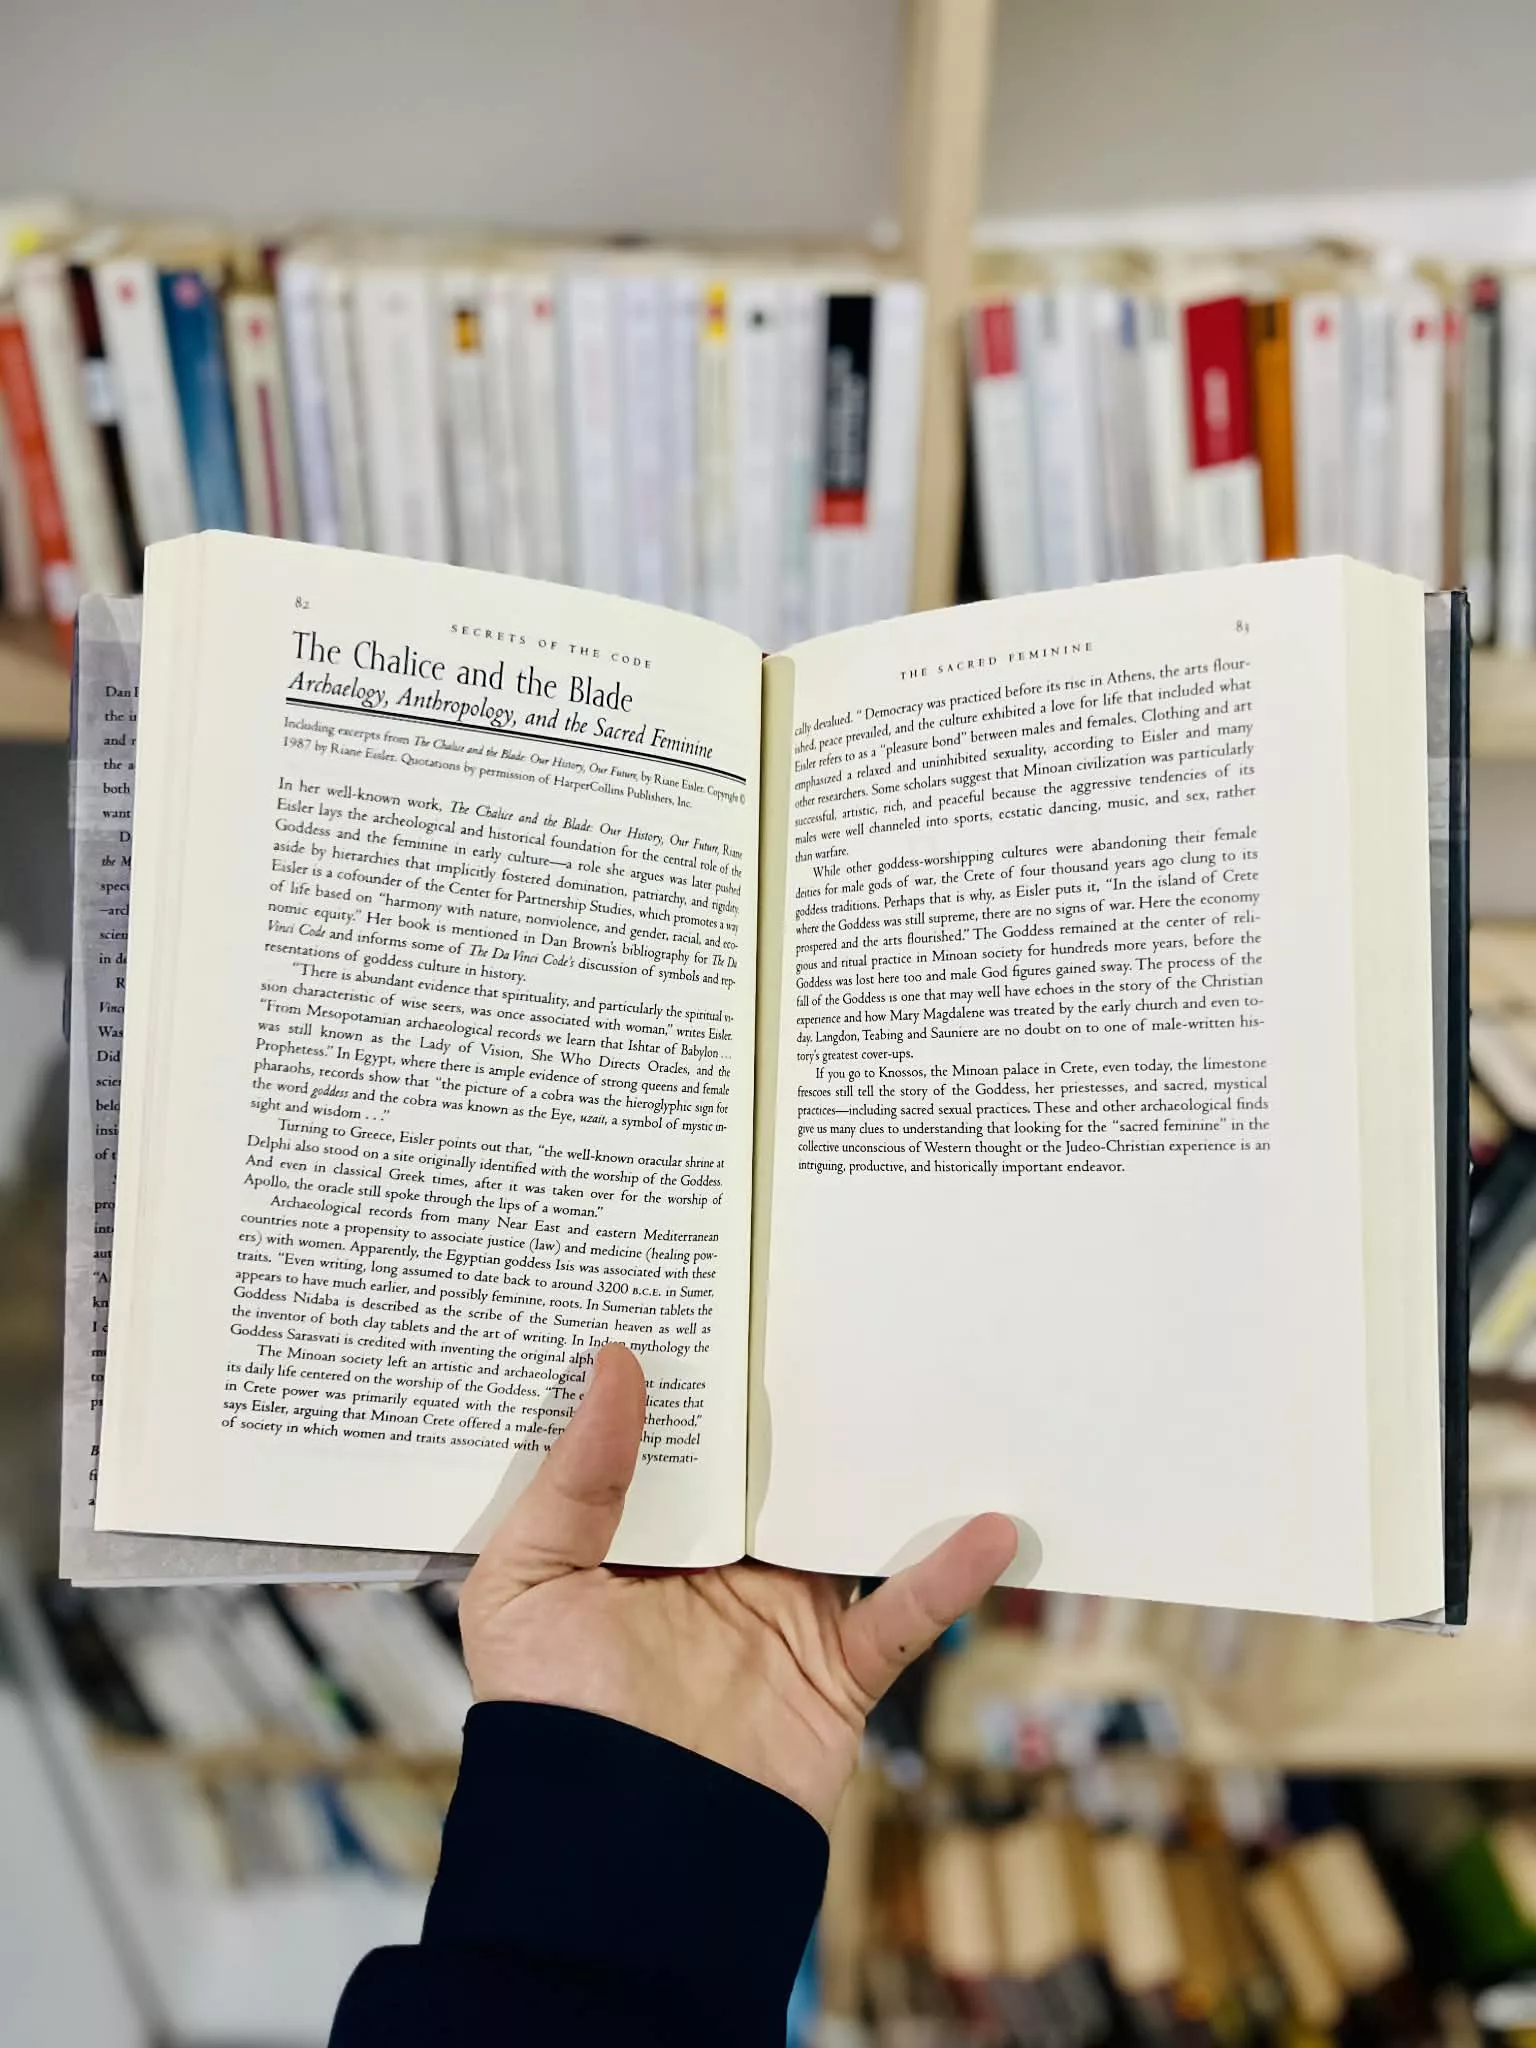 82
SECRETS OF THE CODE
The Chalice and the Blade
Archaelogy, Anthropology, and the Sacred Feminine
Including excerpts from The Chalice and the Blade: Our History, Our Future, by Riane Eisler. Copyright ©
1987 by Riane Eisler. Quotations by permission of HarperCollins Publishers, Inc.
In her well-known work, The Chalice and the Blade: Our History, Our Future, Riane
Eisler lays the archeological and historical foundation for the central role of the
Goddess and the feminine in early culture—a role she argues was later pushed
aside by hierarchies that implicitly fostered domination, patriarchy, and rigidity.
Eisler is a cofounder of the Center for Partnership Studies, which promotes a way
of life based on "harmony with nature, nonviolence, and gender, racial, and eco-
nomic equity." Her book is mentioned in Dan Brown's bibliography for The Da
Vinci Code and informs some of The Da Vinci Code's discussion of symbols and rep-
resentations of goddess culture in history.
"There is abundant evidence that spirituality, and particularly the spiritual vi-
sion characteristic of wise seers, was once associated with woman," writes Eisler.
"From Mesopotamian archaeological records we learn that Ishtar of Babylon ...
was still known as the Lady of Vision, She Who Directs Oracles, and the
Prophetess." In Egypt, where there is ample evidence of strong queens and female
pharaohs, records show that "the picture of a cobra was the hieroglyphic sign for
the word goddess and the cobra was known as the Eye, uzait, a symbol of mystic in-
sight and wisdom . . ."
Turning to Greece, Eisler points out that, "the well-known oracular shrine at
Delphi also stood on a site originally identified with the worship of the Goddess.
And even in classical Greek times, after it was taken over for the worship of
Apollo, the oracle still spoke through the lips of a woman."
Archaeological records from many Near East and eastern Mediterranean
countries note a propensity to associate justice (law) and medicine (healing pow-
ers) with women. Apparently, the Egyptian goddess Isis was associated with these
traits. "Even writing, long assumed to date back to around 3200 B.C.E. in Sumer,
appears to have much earlier, and possibly feminine, roots. In Sumerian tablets the
Goddess Nidaba is described as the scribe of the Sumerian heaven as well as
the inventor of both clay tablets and the art of writing. In Indian mythology the
Goddess Sarasvati is credited with inventing the original alph
The Minoan society left an artistic and archaeological at indicates
its daily life centered on the worship of the Goddess. "The e dicates that
in Crete power was primarily equated with the responsib therhood,"
says Eisler, arguing that Minoan Crete offered a male-fem hip model
of society in which women and traits associated with w systemati-
83
THE SACRED FEMININE
cally devalued. " Democracy was practiced before its rise in Athens, the arts flour-
ished, peace prevailed, and the culture exhibited a love for life that included what
Eisler refers to as a "pleasure bond" between males and females. Clothing and art
emphasized a relaxed and uninhibited sexuality, according to Eisler and many
other researchers. Some scholars suggest that Minoan civilization was particularly
successful, artistic, rich, and peaceful because the aggressive tendencies of its
males were well channeled into sports, ecstatic dancing, music, and sex, rather
than warfare.
While other goddess-worshipping cultures were abandoning their female
deities for male gods of war, the Crete of four thousand years ago clung to its
goddess traditions. Perhaps that is why, as Eisler puts it, "In the island of Crete
where the Goddess was still supreme, there are no signs of war. Here the economy
prospered and the arts flourished." The Goddess remained at the center of reli-
gious and ritual practice in Minoan society for hundreds more years, before the
Goddess was lost here too and male God figures gained sway. The process of the
fall of the Goddess is one that may well have echoes in the story of the Christian
experience and how Mary Magdalene was treated by the early church and even to-
day. Langdon, Teabing and Sauniere are no doubt on to one of male-written his-
tory's greatest cover-ups.
If you go to Knossos, the Minoan palace in Crete, even today, the limestone
frescoes still tell the story of the Goddess, her priestesses, and sacred, mystical
practices—including sacred sexual practices. These and other archaeological finds
give us many clues to understanding that looking for the "sacred feminine" in the
collective unconscious of Western thought or the Judeo-Christian experience is an
intriguing, productive, and historically important endeavor.